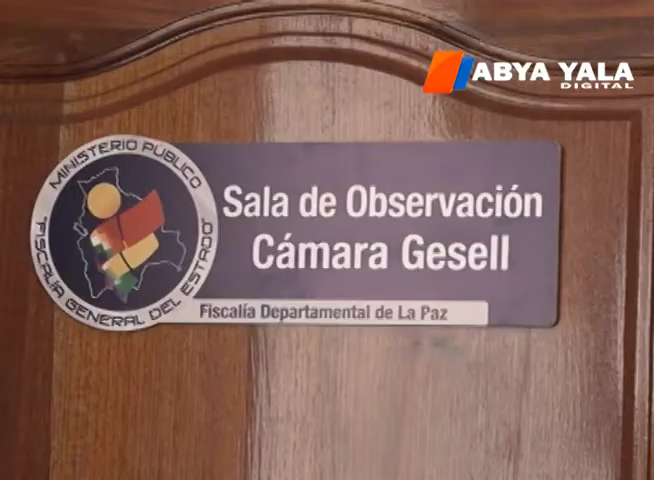 ABYA YALA
DIGITAL
MINISTERIO PÚBLICO
Sala de Observación
Cámara Gesell
"FISCALÍA GENERAL DEL ESTADO"
Fiscalía Departamental de La Paz